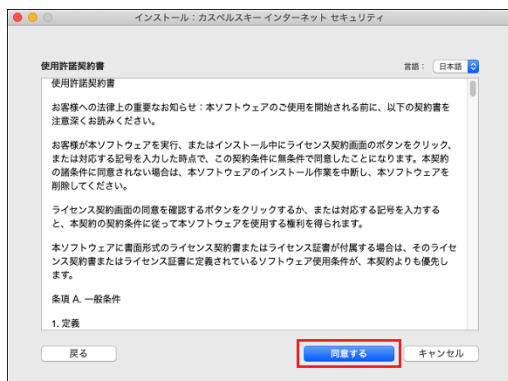 インストール：カスペルスキー インターネット セキュリティ
使用許諾契約書
言語： 日本語
使用許諾契約書
お客様への法律上の重要なお知らせ：本ソフトウェアのご使用を開始される前に、以下の契約書を
注意深くお読みください。
お客様が本ソフトウェアを実行、またはインストール中にライセンス契約画面のボタンをクリック、
または対応する記号を入力した時点で、この契約条件に無条件で同意したことになります。本契約
の諸条件に同意されない場合は、本ソフトウェアのインストール作業を中断し、本ソフトウェアを
削除してください。
ライセンス契約画面の同意を確認するボタンをクリックするか、または対応する記号を入力する
と、本契約の契約条件に従って本ソフトウェアを使用する権利を得られます。
本ソフトウェアに書面形式のライセンス契約書またはライセンス証書が付属する場合は、そのライセ
ンス契約書またはライセンス証書に定義されているソフトウェア使用条件が、本契約よりも優先し
ます。
条項 A. 一般条件
1. 定義
戻る 同意する キャンセル